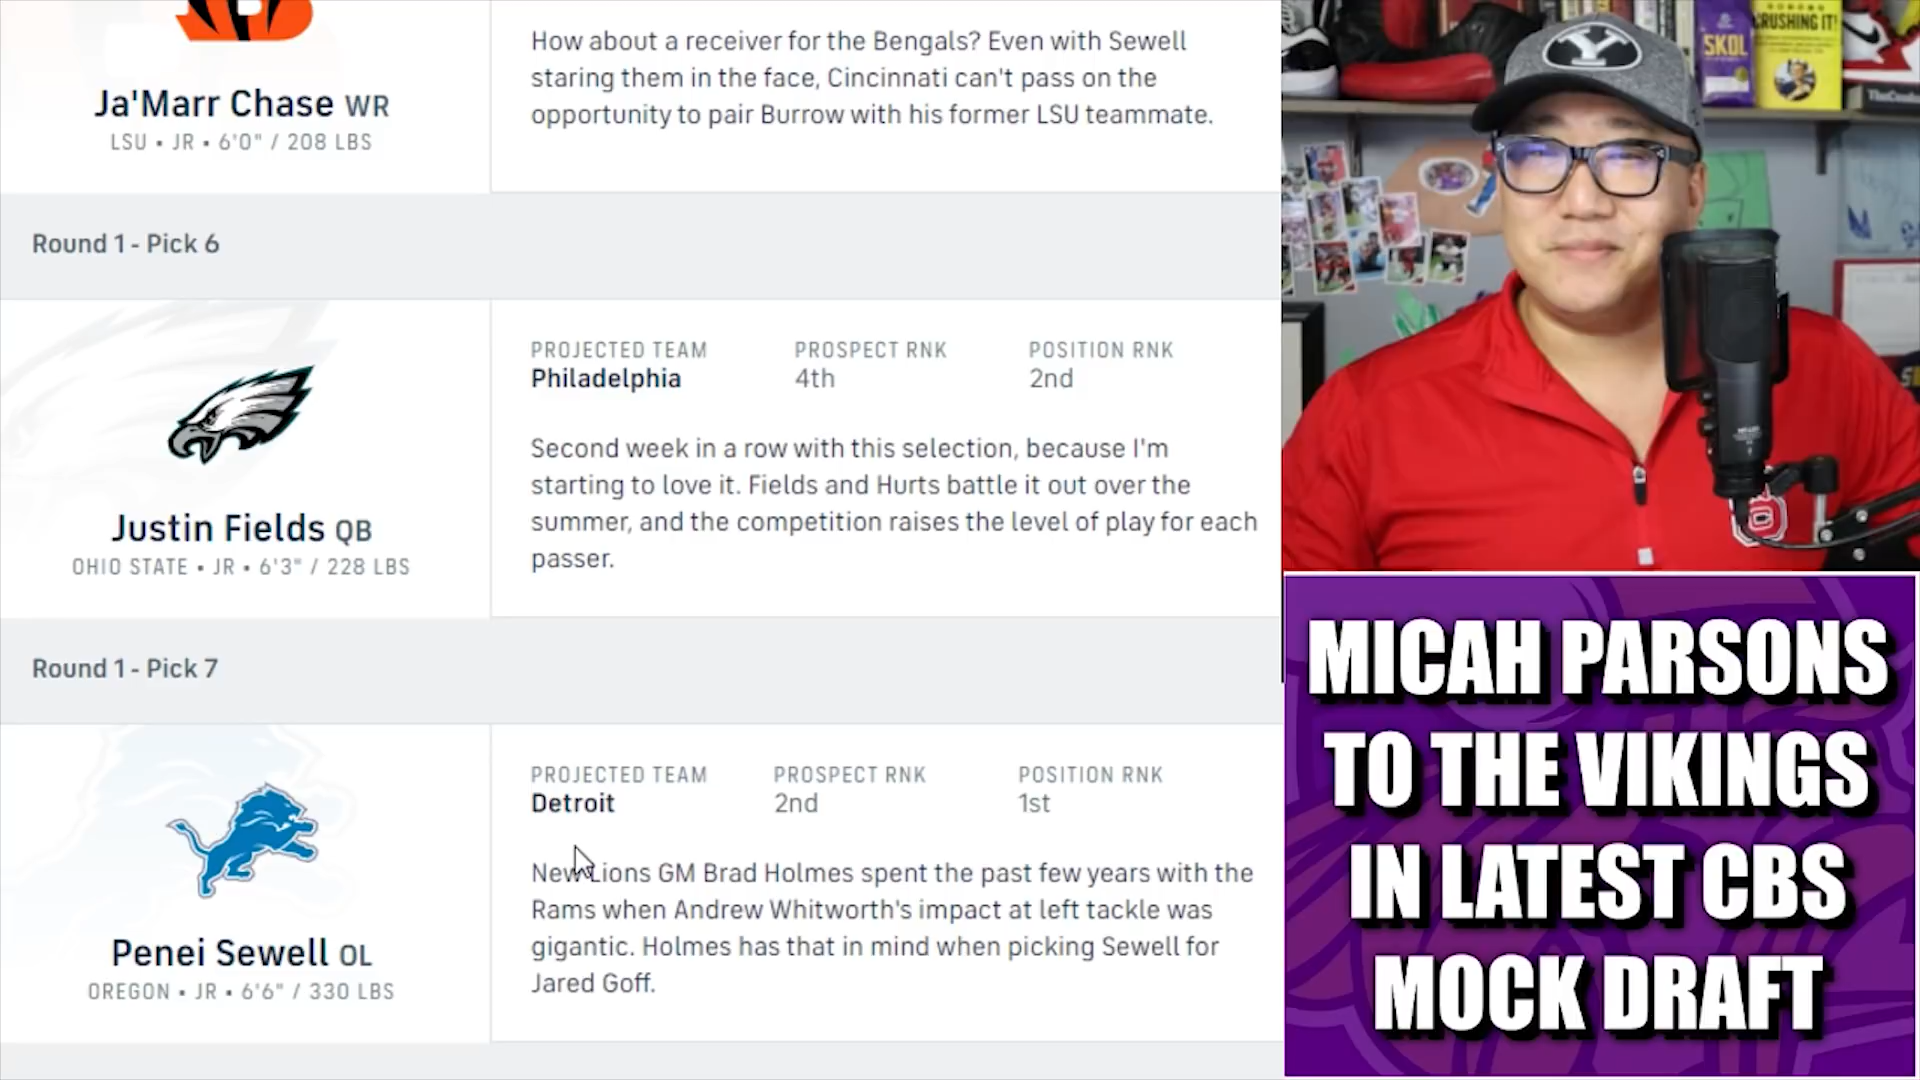 Ja'Marr Chase WR
LSU • JR • 6'0" / 208 LBS
How about a receiver for the Bengals? Even with Sewell
staring them in the face, Cincinnati can't pass on the
opportunity to pair Burrow with his former LSU teammate.
Round 1 - Pick 6
Justin Fields QB
OHIO STATE • JR • 6'3" / 228 LBS
PROJECTED TEAM PROSPECT RNK POSITION RNK
Philadelphia 4th 2nd
Second week in a row with this selection, because I'm
starting to love it. Fields and Hurts battle it out over the
summer, and the competition raises the level of play for each
passer.
Round 1 - Pick 7
Penei Sewell OL
OREGON • JR • 6'6" / 330 LBS
PROJECTED TEAM PROSPECT RNK POSITION RNK
Detroit 2nd 1st
New Lions GM Brad Holmes spent the past few years with the
Rams when Andrew Whitworth's impact at left tackle was
gigantic. Holmes has that in mind when picking Sewell for
Jared Goff.
SKOL
CRUSHING IT!
Y
MICAH PARSONS
TO THE VIKINGS
IN LATEST CBS
MOCK DRAFT